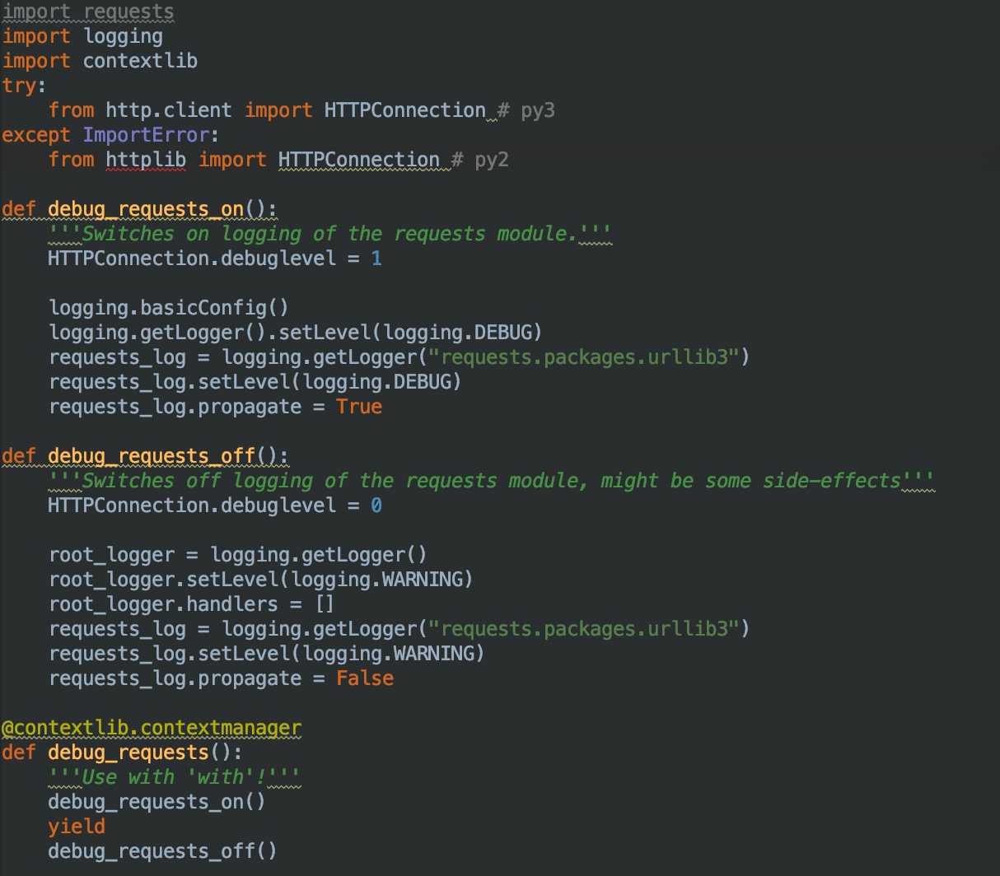 import requests
import logging
import contextlib
try:
    from http.client import HTTPConnection # py3
except ImportError:
    from httplib import HTTPConnection # py2

def debug_requests_on():
    '''Switches on logging of the requests module.'''
    HTTPConnection.debuglevel = 1

    logging.basicConfig()
    logging.getLogger().setLevel(logging.DEBUG)
    requests_log = logging.getLogger("requests.packages.urllib3")
    requests_log.setLevel(logging.DEBUG)
    requests_log.propagate = True

def debug_requests_off():
    '''Switches off logging of the requests module, might be some side-effects'''
    HTTPConnection.debuglevel = 0

    root_logger = logging.getLogger()
    root_logger.setLevel(logging.WARNING)
    root_logger.handlers = []
    requests_log = logging.getLogger("requests.packages.urllib3")
    requests_log.setLevel(logging.WARNING)
    requests_log.propagate = False

@contextlib.contextmanager
def debug_requests():
    '''Use with 'with'!'''
    debug_requests_on()
    yield
    debug_requests_off()